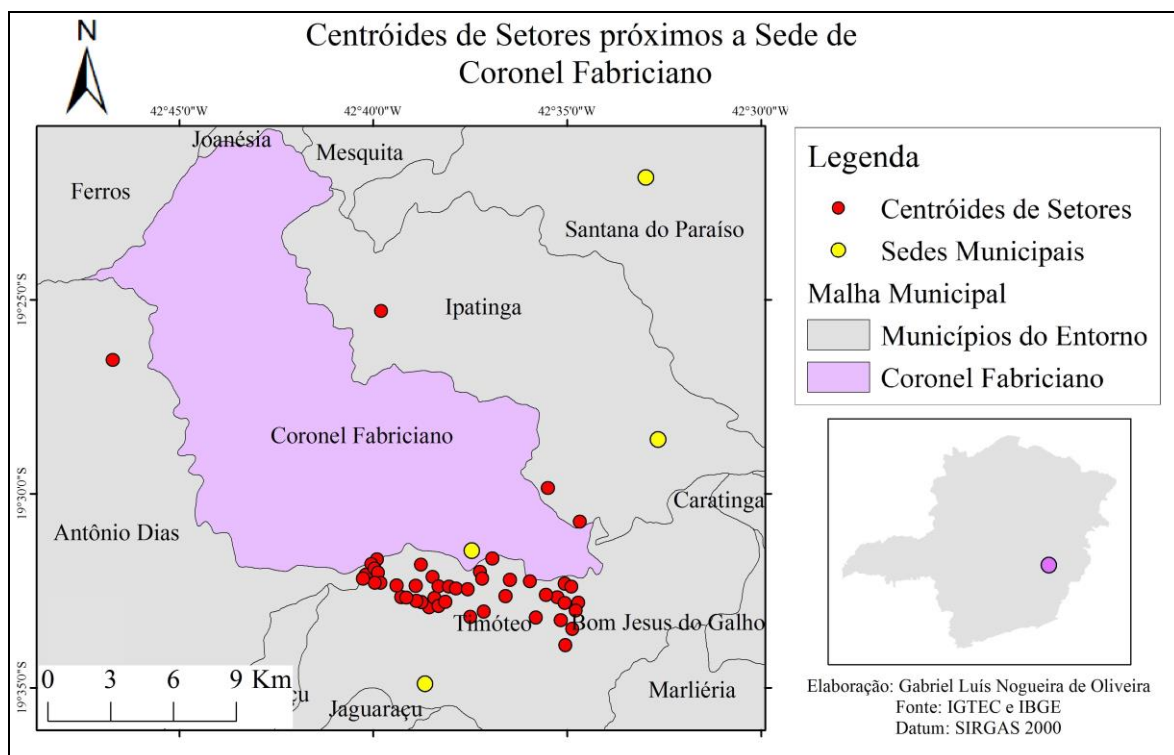 Centróides de Setores próximos a Sede de
Coronel Fabriciano
N
42°45'0"W
42°40'0"W
42°35'0"W
42°30'0"W
19°25'0"S
19°30'0"S
19°35'0"S
Joanésia
Mesquita
Ferros
Santana do Paraíso
Ipatinga
Coronel Fabriciano
Caratinga
Antônio Dias
Timóteo
Bom Jesus do Galho
Marliéria
çu
Jaguaraçu
0 3 6 9 Km
Legenda
Centróides de Setores
Sedes Municipais
Malha Municipal
Municípios do Entorno
Coronel Fabriciano
Elaboração: Gabriel Luís Nogueira de Oliveira
Fonte: IGTEC e IBGE
Datum: SIRGAS 2000